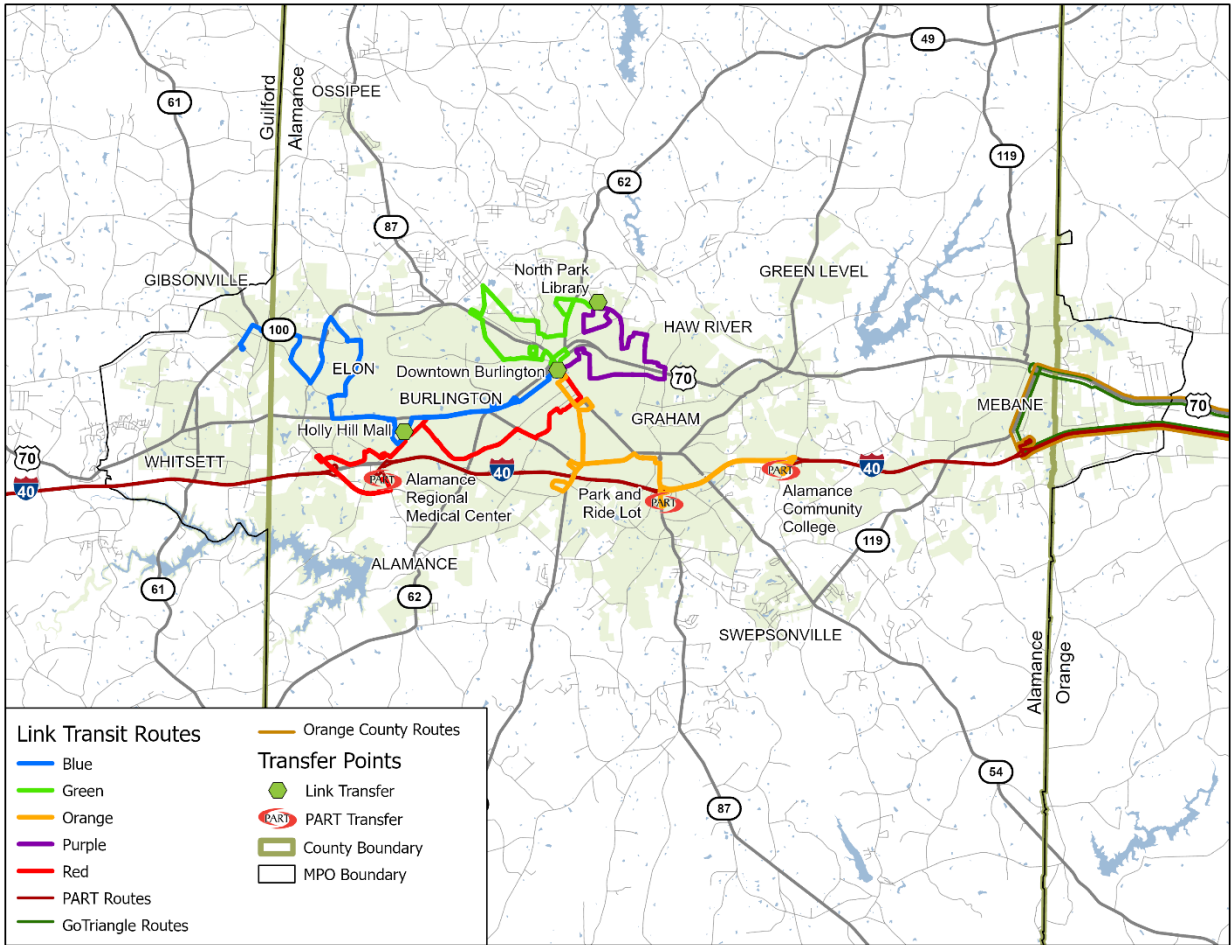 49
61
OSSIPEE
Guilford
Alamance
119
62
87
North Park
Library
GREEN LEVEL
GIBSONVILLE
100
HAW RIVER
ELON
Downtown Burlington
70
BURLINGTON
MEBANE
70
GRAHAM
Holly Hill Mall
70
WHITSETT
40
40
40
PART
PART
PART
Alamance
Regional
Medical Center
Park and
Ride Lot
Alamance
Community
College
119
ALAMANCE
61
62
SWEPSONVILLE
Alamance
Orange
54
87
Link Transit Routes
Blue
Green
Orange
Purple
Red
PART Routes
GoTriangle Routes
Orange County Routes
Transfer Points
Link Transfer
PART
PART Transfer
County Boundary
MPO Boundary